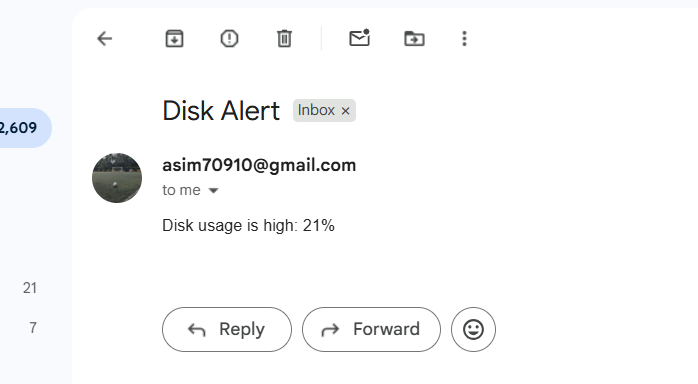 Disk Alert Inbox ×
2,609
asim70910@gmail.com
to me
Disk usage is high: 21%
21
7
Reply Forward